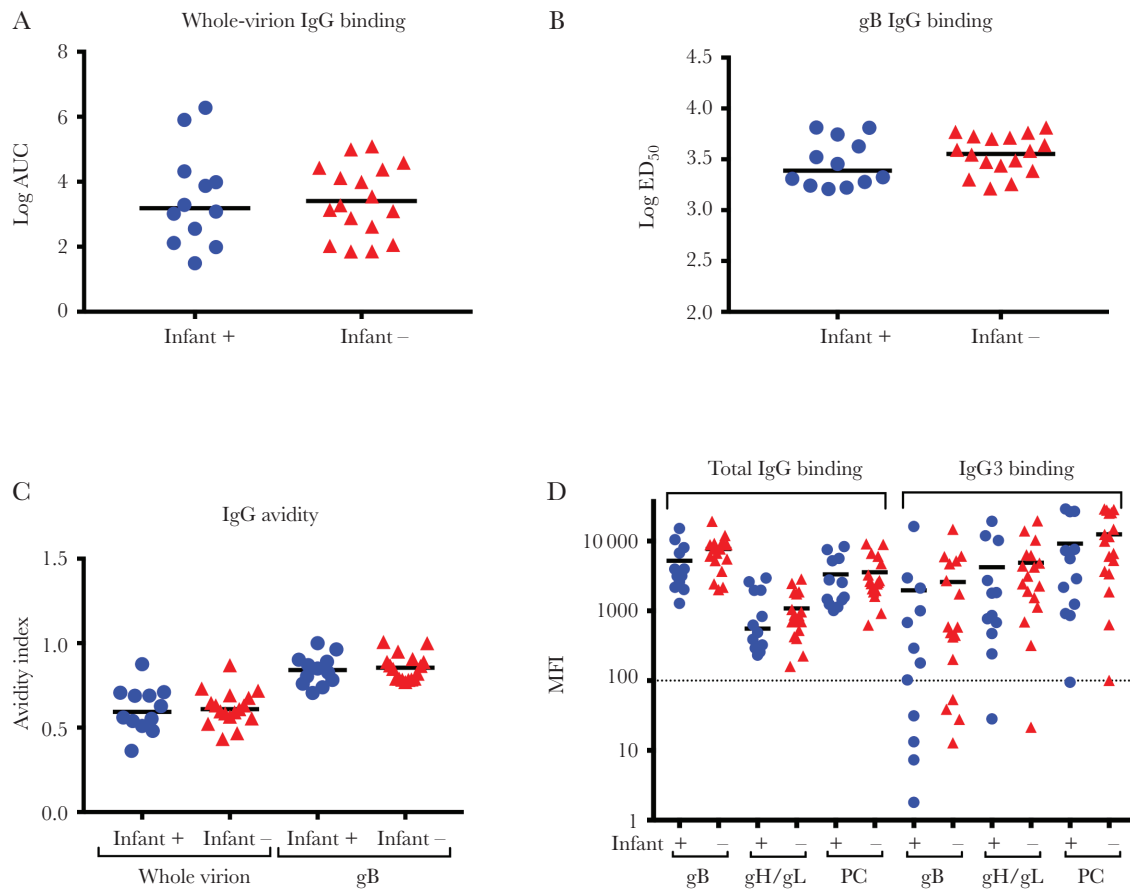 A
Whole-virion IgG binding
Log AUC
8
6
4
2
0
Infant +
Infant –
B
gB IgG binding
Log ED50
4.5
4.0
3.5
3.0
2.5
2.0
Infant +
Infant –
C
IgG avidity
Avidity index
1.5
1.0
0.5
0.0
Infant + Infant – Infant + Infant –
Whole virion gB
D
Total IgG binding IgG3 binding
MFI
10 000
1000
100
10
1
Infant + – + – + – + – + – + –
gB gH/gL PC gB gH/gL PC